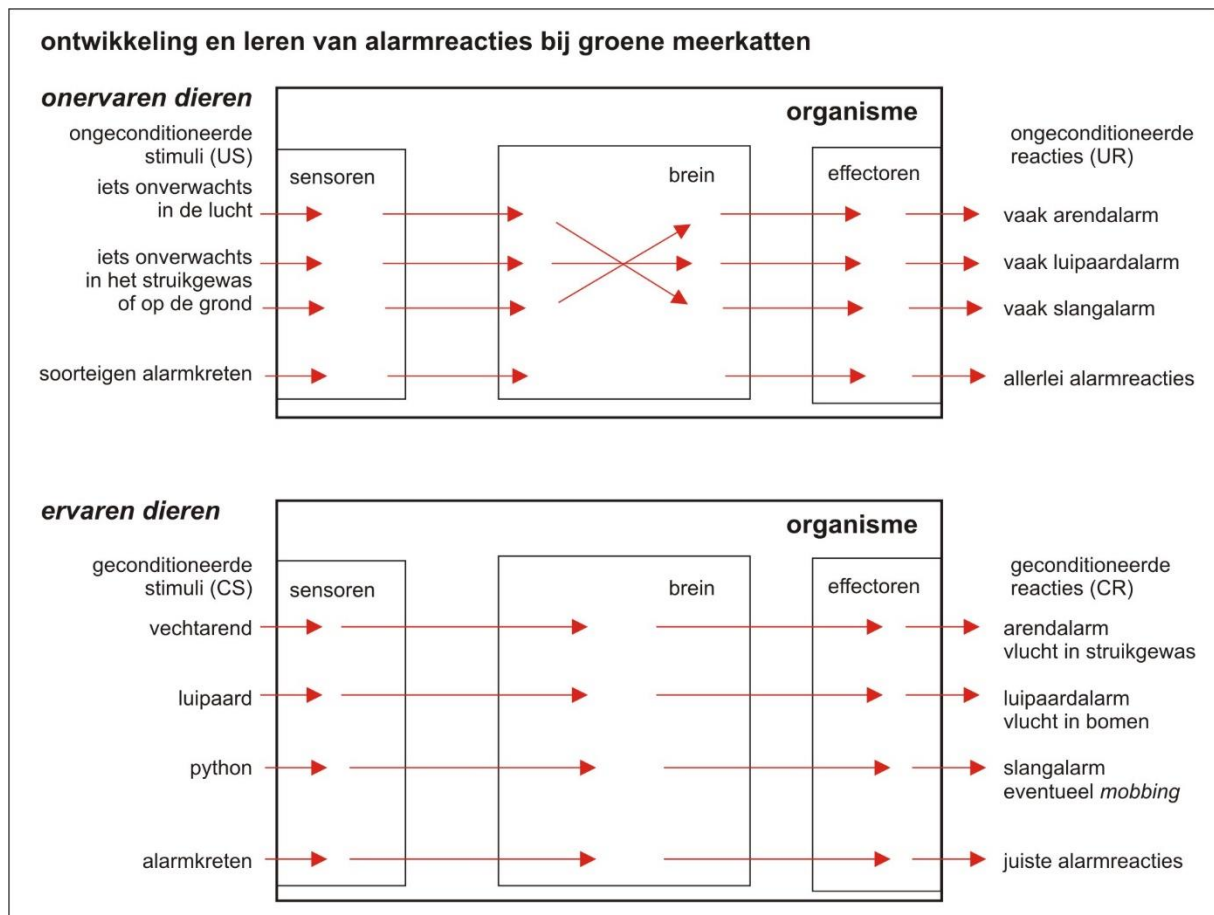 ontwikkeling en leren van alarmreacties bij groene meerkatten
onervaren dieren
ongeconditioneerde
stimuli (US)
organisme
ongeconditioneerde
reacties (UR)
sensoren
brein
effectoren
iets onverwachts
in de lucht
vaak arendalarm
iets onverwachts
in het struikgewas
of op de grond
vaak luipaardalarm
vaak slangalarm
soorteigen alarmkreten
allerlei alarmreacties
ervaren dieren
geconditioneerde
stimuli (CS)
organisme
geconditioneerde
reacties (CR)
sensoren
brein
effectoren
vechtarend
arendalarm
vlucht in struikgewas
luipaard
luipaardalarm
vlucht in bomen
python
slangalarm
eventueel mobbing
alarmkreten
juiste alarmreacties